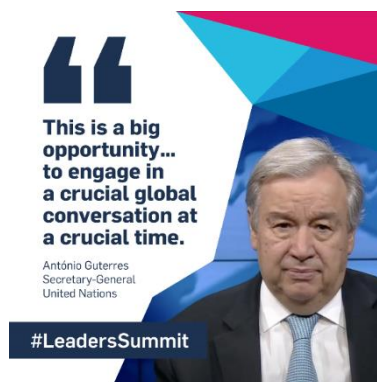 This is a big
opportunity...
to engage in
a crucial global
conversation at
a crucial time.
António Guterres
Secretary-General
United Nations
#LeadersSummit